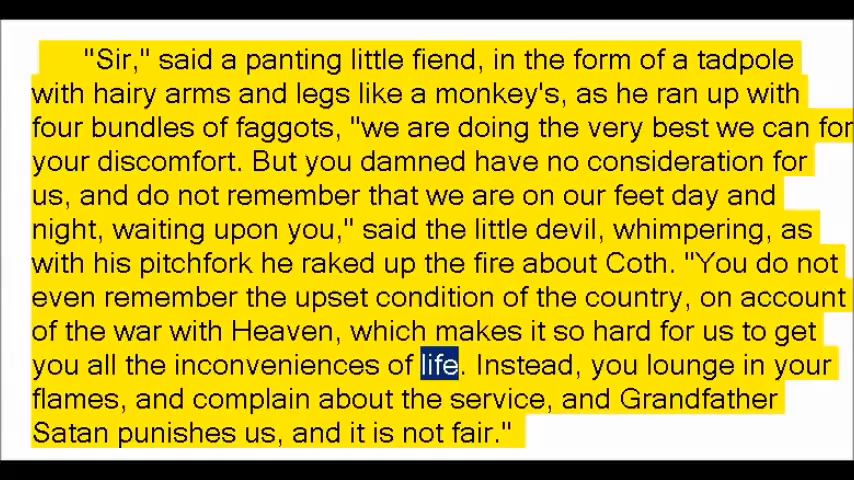 "Sir," said a panting little fiend, in the form of a tadpole
with hairy arms and legs like a monkey's, as he ran up with
four bundles of faggots, "we are doing the very best we can for
your discomfort. But you damned have no consideration for
us, and do not remember that we are on our feet day and
night, waiting upon you," said the little devil, whimpering, as
with his pitchfork he raked up the fire about Coth. "You do not
even remember the upset condition of the country, on account
of the war with Heaven, which makes it so hard for us to get
you all the inconveniences of life. Instead, you lounge in your
flames, and complain about the service, and Grandfather
Satan punishes us, and it is not fair."